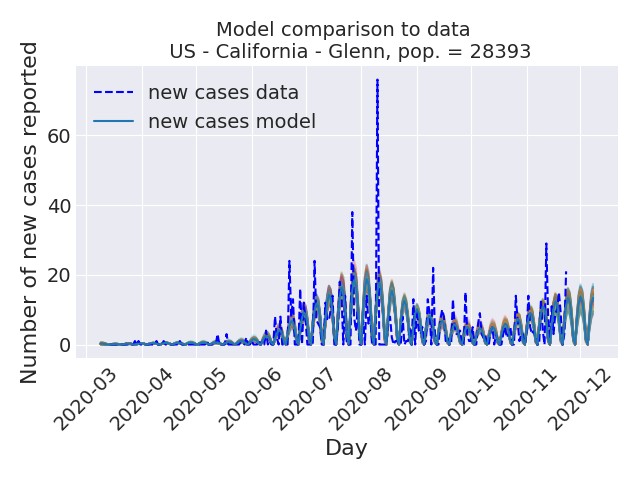 Model comparison to data
US - California - Glenn, pop. = 28393
Number of new cases reported
new cases data
new cases model
60
40
20
0
2020-03
2020-04
2020-05
2020-06
2020-07
2020-08
2020-09
2020-10
2020-11
2020-12
Day